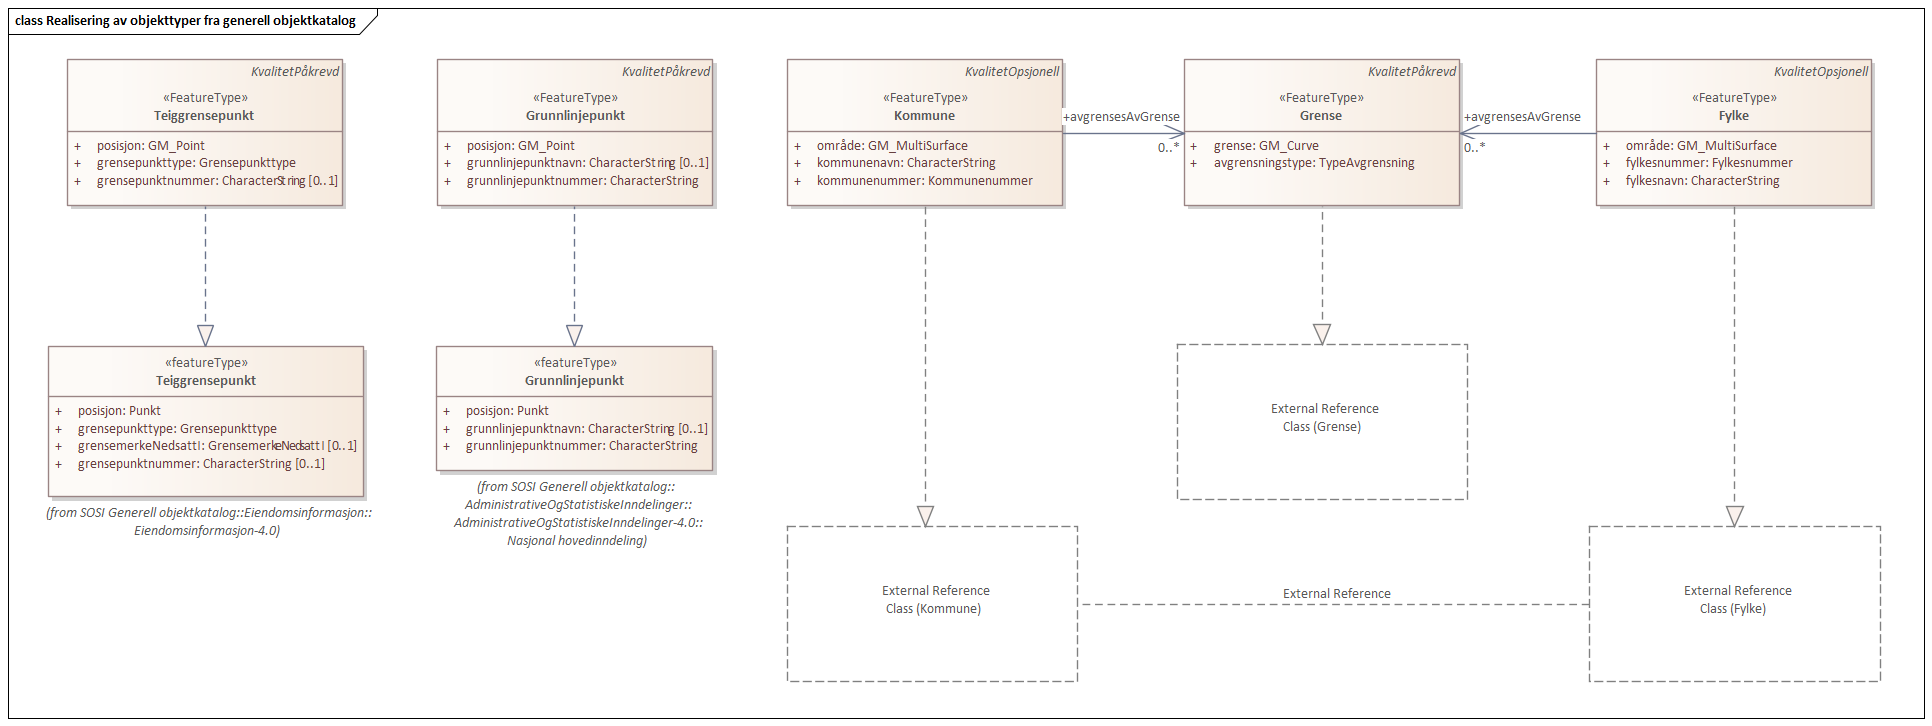 class Realisering av objekttyper fra generell objektkatalog
KvalitetPåkrevd
«FeatureType»
Teiggrensepunkt
+ posisjon: GM_Point
+ grensepunkttype: Grensepunkttype
+ grensepunktnummer: CharacterString [0..1]
KvalitetPåkrevd
«FeatureType»
Grunnlinjepunkt
+ posisjon: GM_Point
+ grunnlinjepunktnavn: CharacterString [0..1]
+ grunnlinjepunktnummer: CharacterString
KvalitetOpsjonell
«FeatureType»
Kommune
+ område: GM_MultiSurface
+ kommunenavn: CharacterString
+ kommunenummer: Kommunenummer
+avgrensesAvGrense
0..*
KvalitetPåkrevd
«FeatureType»
Grense
+ grense: GM_Curve
+ avgrensningstype: TypeAvgrensning
+avgrensesAvGrense
0..*
KvalitetOpsjonell
«FeatureType»
Fylke
+ område: GM_MultiSurface
+ fylkesnummer: Fylkesnummer
+ fylkesnavn: CharacterString
«featureType»
Teiggrensepunkt
+ posisjon: Punkt
+ grensepunkttype: Grensepunkttype
+ grensemerkeNedsattI: GrensemerkeNedsattI [0..1]
+ grensepunktnummer: CharacterString [0..1]
(from SOSI Generell objektkatalog::Eiendomsinformasjon::
Eiendomsinformasjon-4.0)
«featureType»
Grunnlinjepunkt
+ posisjon: Punkt
+ grunnlinjepunktnavn: CharacterString [0..1]
+ grunnlinjepunktnummer: CharacterString
(from SOSI Generell objektkatalog::
AdministrativeOgStatistiskeInndelinger::
AdministrativeOgStatistiskeInndelinger-4.0::
Nasjonal hovedinndeling)
External Reference
Class (Grense)
External Reference
Class (Kommune)
External Reference
External Reference
Class (Fylke)